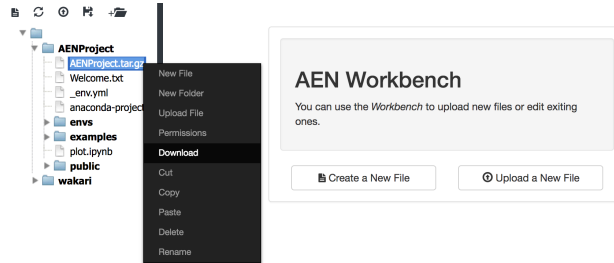 AENProject
AENProject.tar.gz
Welcome.txt
_env.yml
anaconda-project
envs
examples
plot.ipynb
public
wakari
New File
New Folder
Upload File
Permissions
Download
Cut
Copy
Paste
Delete
Rename
AEN Workbench
You can use the Workbench to upload new files or edit exiting
ones.
Create a New File
Upload a New File